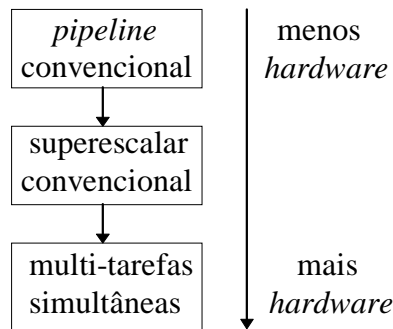 pipeline
convencional
menos
hardware
superescalar
convencional
multi-tarefas
simultâneas
mais
hardware